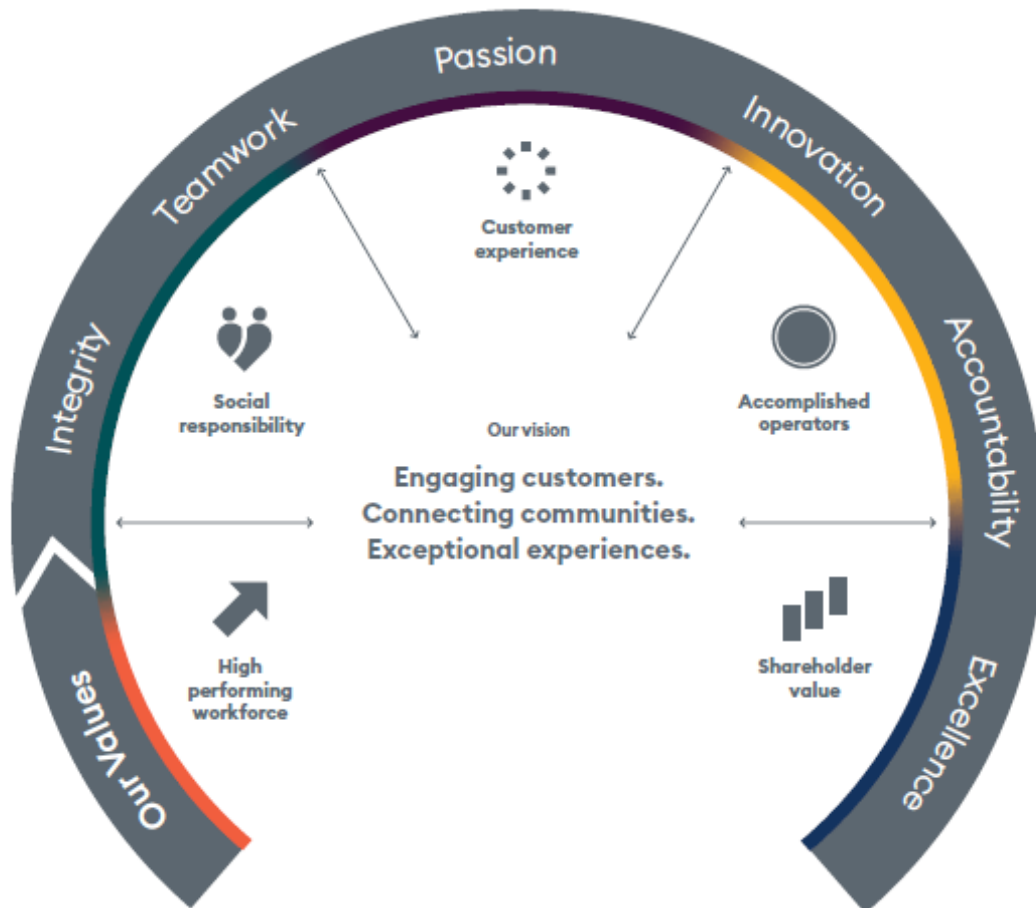 Our Values
Integrity
Teamwork
Passion
Innovation
Accountability
Excellence
Customer
experience
Social
responsibility
Accomplished
operators
Our vision
Engaging customers.
Connecting communities.
Exceptional experiences.
High
performing
workforce
Shareholder
value